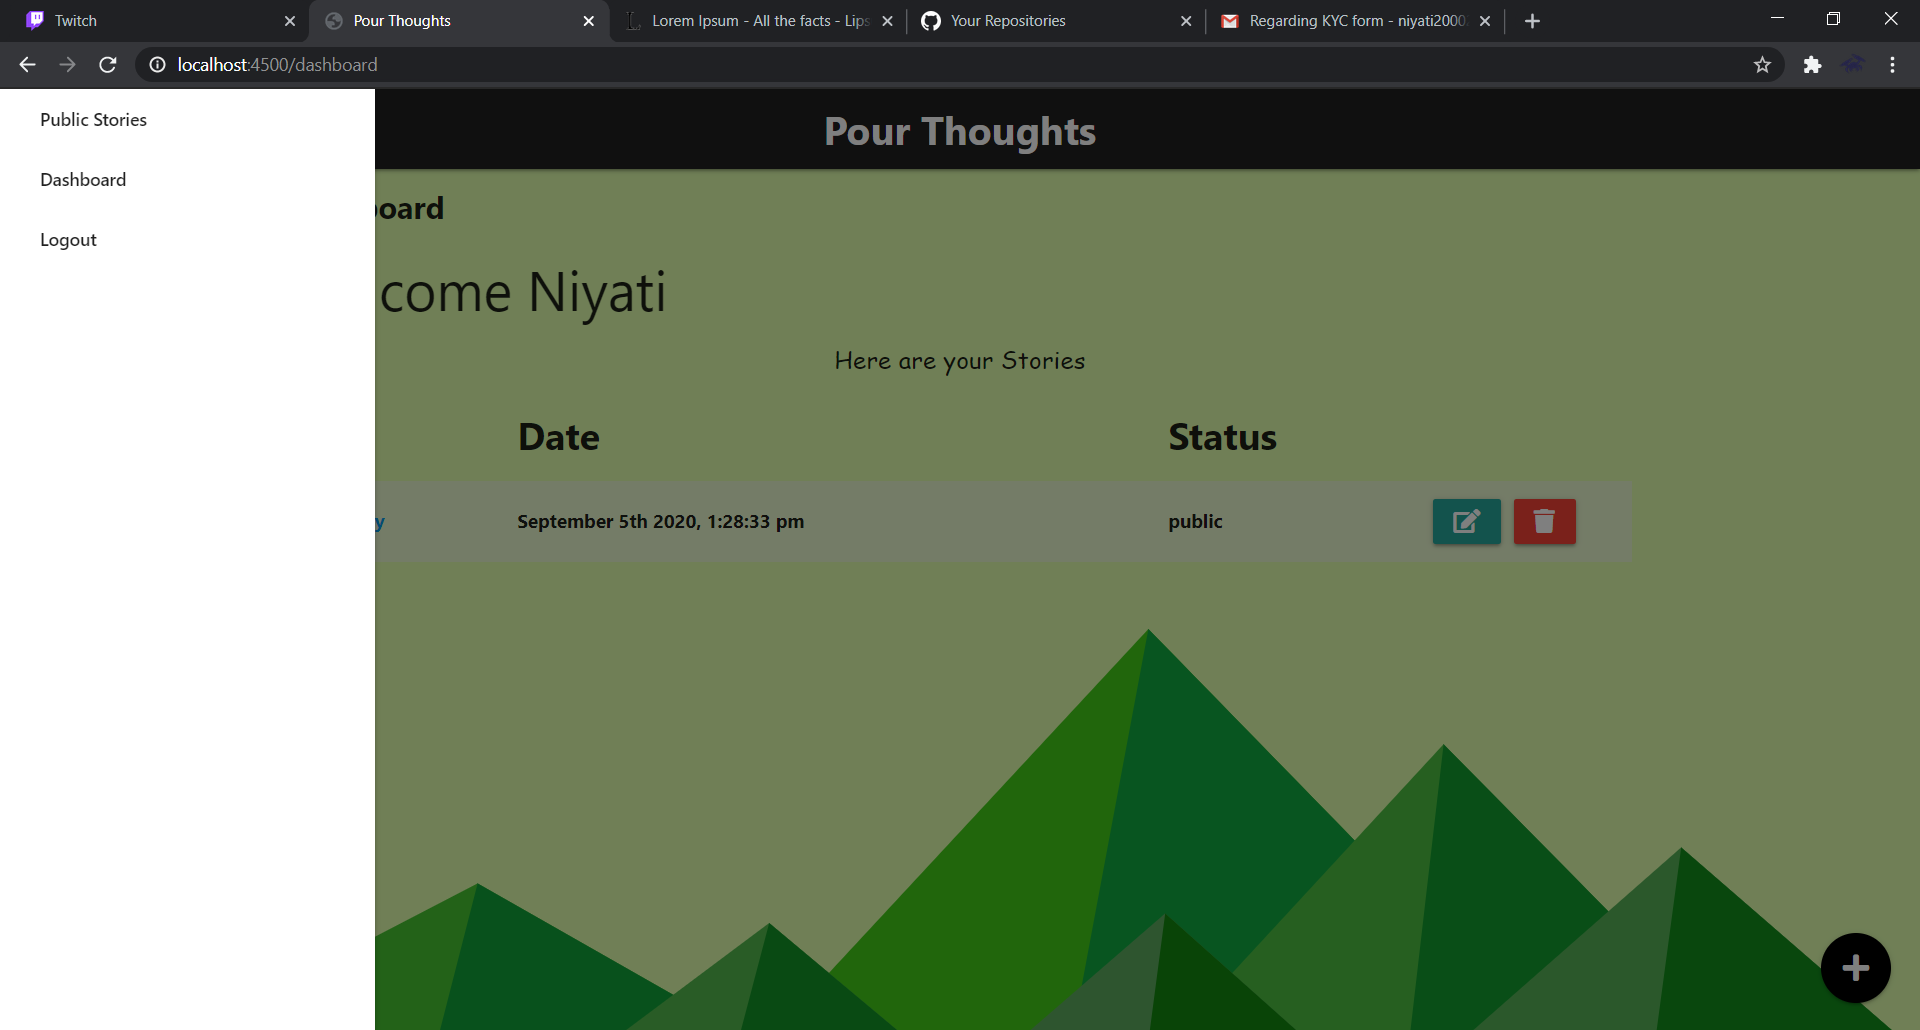 Twitch
Pour Thoughts
Lorem Ipsum - All the facts - Lips
Your Repositories
Regarding KYC form - niyati2000
localhost:4500/dashboard
Public Stories
Dashboard
Logout
Pour Thoughts
board
come Niyati
Here are your Stories
Date
Status
y
September 5th 2020, 1:28:33 pm
public